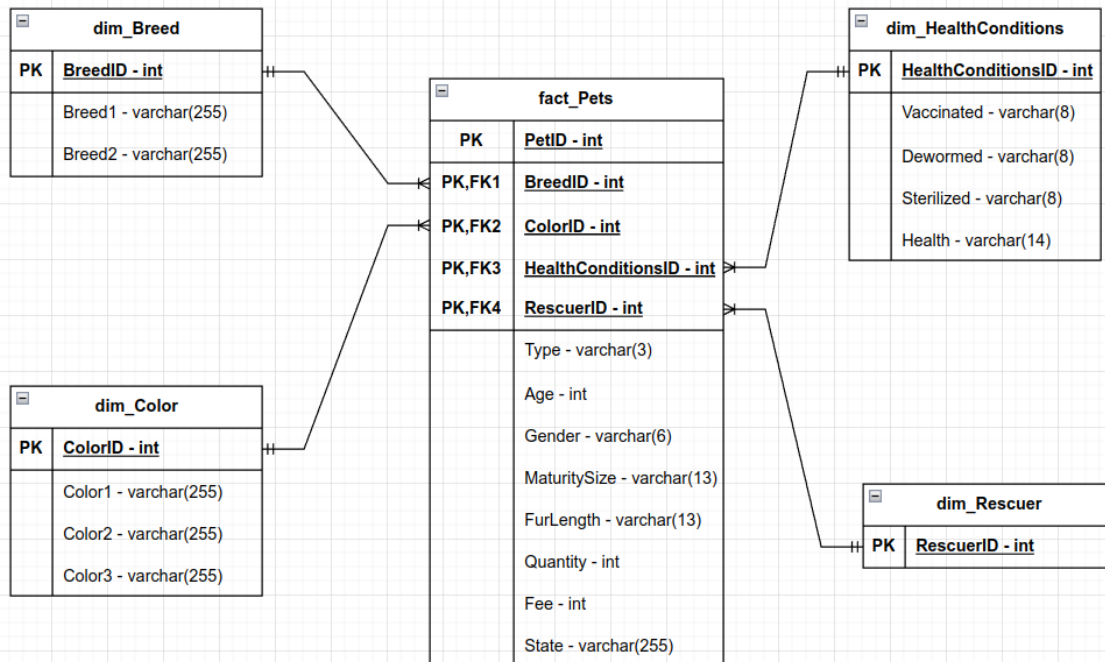 dim_Breed
PK BreedID - int
Breed1 - varchar(255)
Breed2 - varchar(255)
dim_HealthConditions
PK HealthConditionsID - int
Vaccinated - varchar(8)
Dewormed - varchar(8)
Sterilized - varchar(8)
Health - varchar(14)
fact_Pets
PK PetID - int
PK,FK1 BreedID - int
PK,FK2 ColorID - int
PK,FK3 HealthConditionsID - int
PK,FK4 RescuerID - int
Type - varchar(3)
Age - int
Gender - varchar(6)
MaturitySize - varchar(13)
FurLength - varchar(13)
Quantity - int
Fee - int
State - varchar(255)
dim_Color
PK ColorID - int
Color1 - varchar(255)
Color2 - varchar(255)
Color3 - varchar(255)
dim_Rescuer
PK RescuerID - int